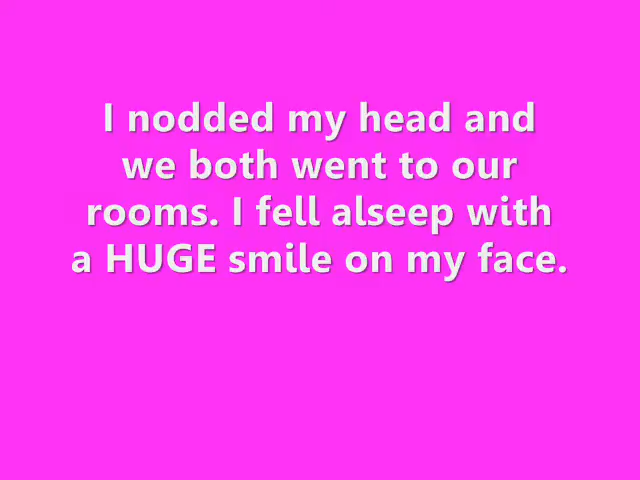 I nodded my head and
we both went to our
rooms. I fell alseep with
a HUGE smile on my face.